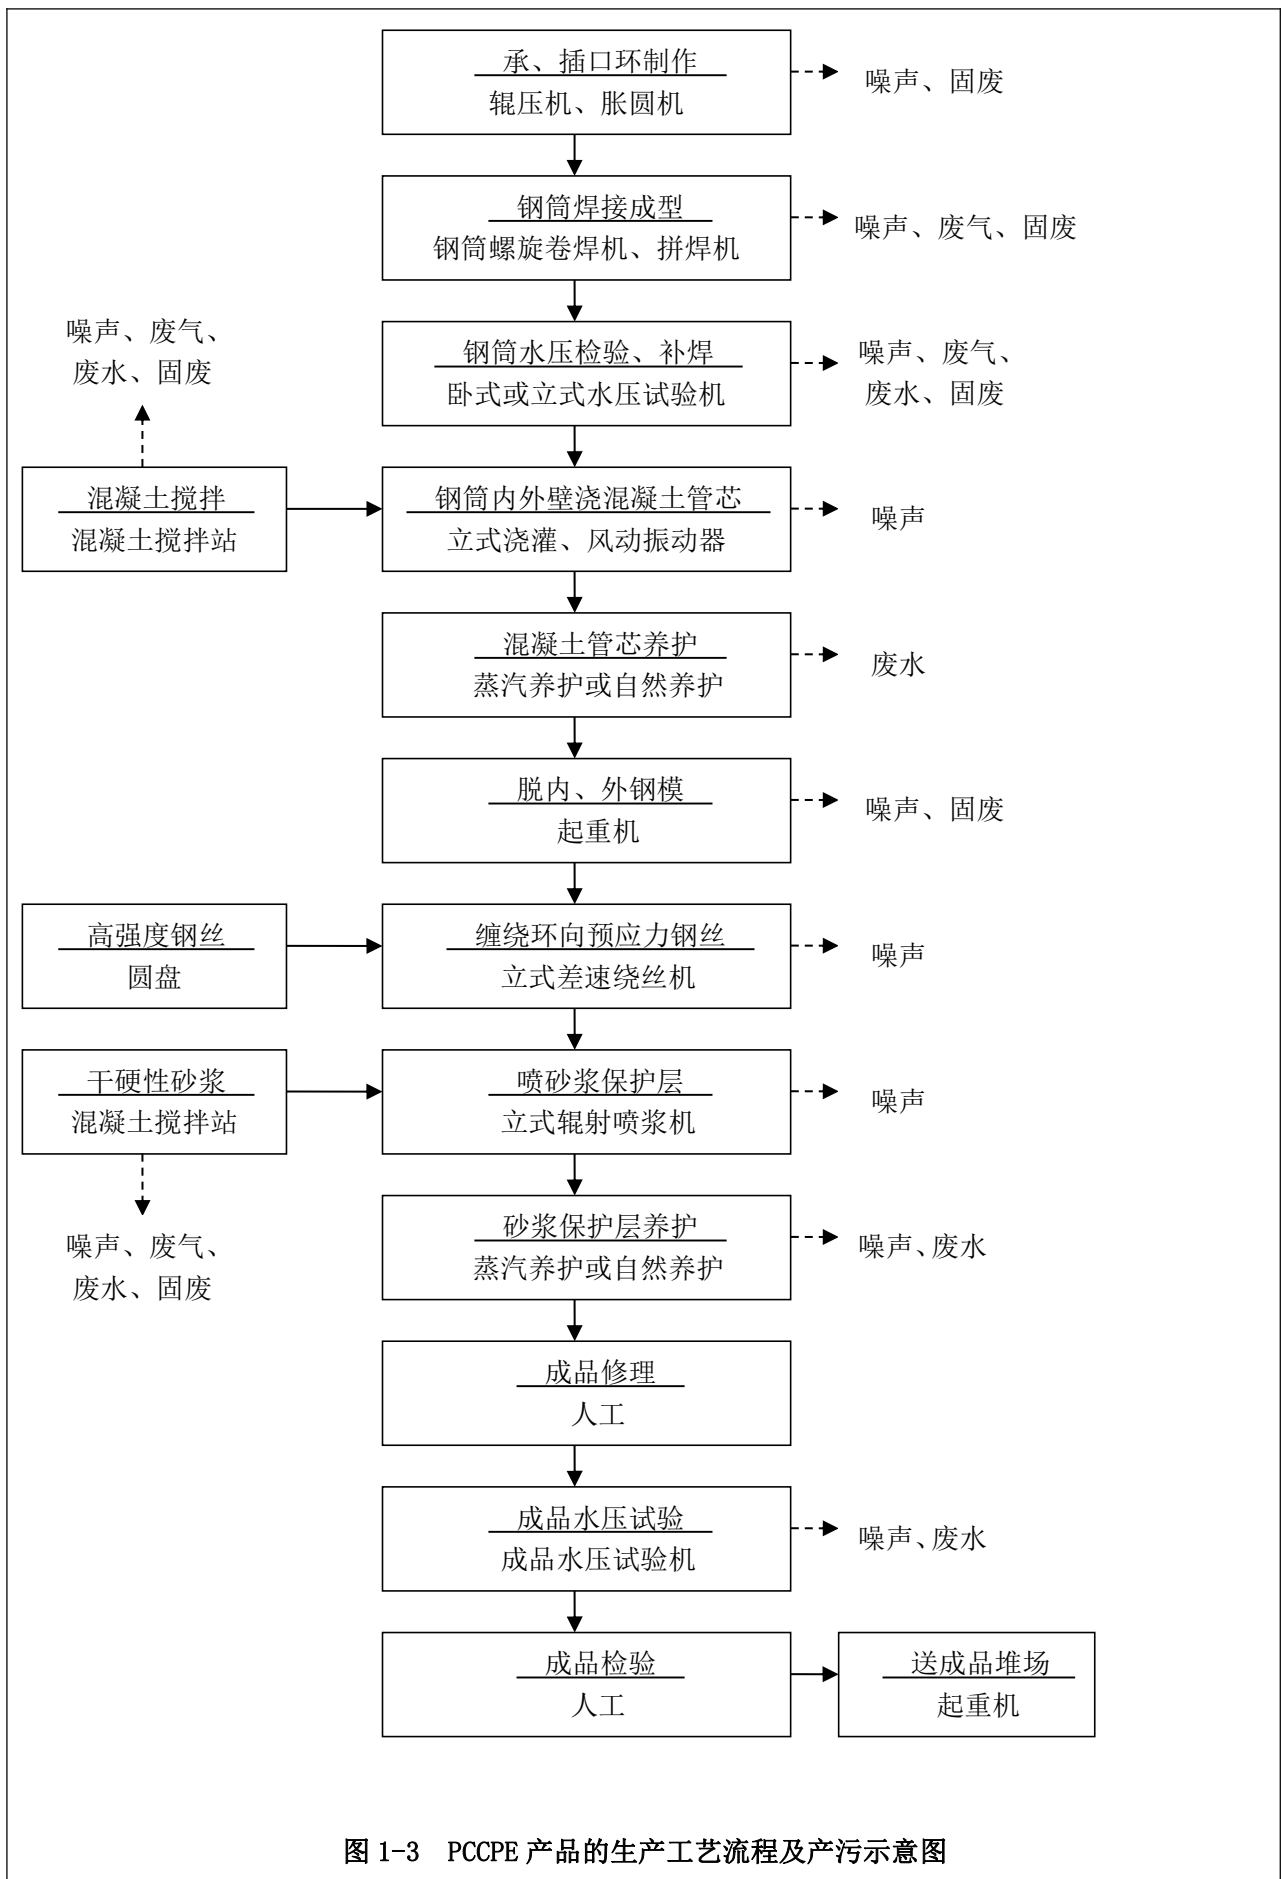 承、插口环制作
辊压机、胀圆机
噪声、固废
钢筒焊接成型
钢筒螺旋卷焊机、拼焊机
噪声、废气、固废
噪声、废气、
废水、固废
钢筒水压检验、补焊
卧式或立式水压试验机
噪声、废气、
废水、固废
混凝土搅拌
混凝土搅拌站
钢筒内外壁浇混凝土管芯
立式浇灌、风动振动器
噪声
混凝土管芯养护
蒸汽养护或自然养护
废水
脱内、外钢模
起重机
噪声、固废
高强度钢丝
圆盘
缠绕环向预应力钢丝
立式差速绕丝机
噪声
干硬性砂浆
混凝土搅拌站
喷砂浆保护层
立式辊射喷浆机
噪声
噪声、废气、
废水、固废
砂浆保护层养护
蒸汽养护或自然养护
噪声、废水
成品修理
人工
成品水压试验
成品水压试验机
噪声、废水
成品检验
人工
送成品堆场
起重机
图 1-3 PCCPE 产品的生产工艺流程及产污示意图